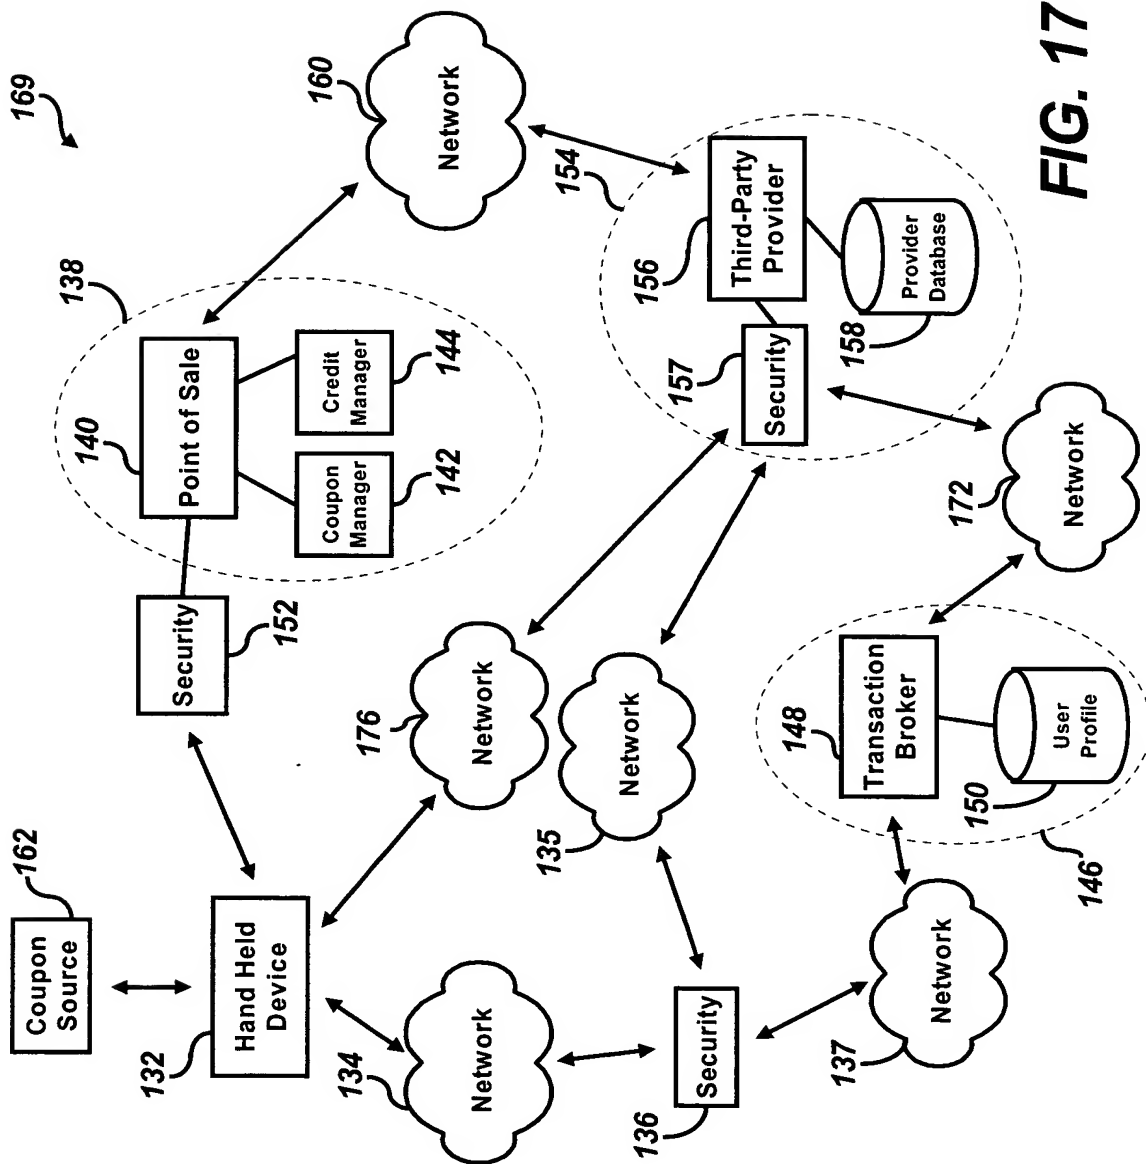 162
Coupon
Source
132
Hand Held
Device
134
Network
136
Security
137
Network
152
Security
176
Network
135
Network
146
148
Transaction
Broker
150
User
Profile
138
140
Point of Sale
142
Coupon
Manager
144
Credit
Manager
169
160
Network
154
156
Third-Party
Provider
157
Security
158
Provider
Database
172
Network
FIG. 17